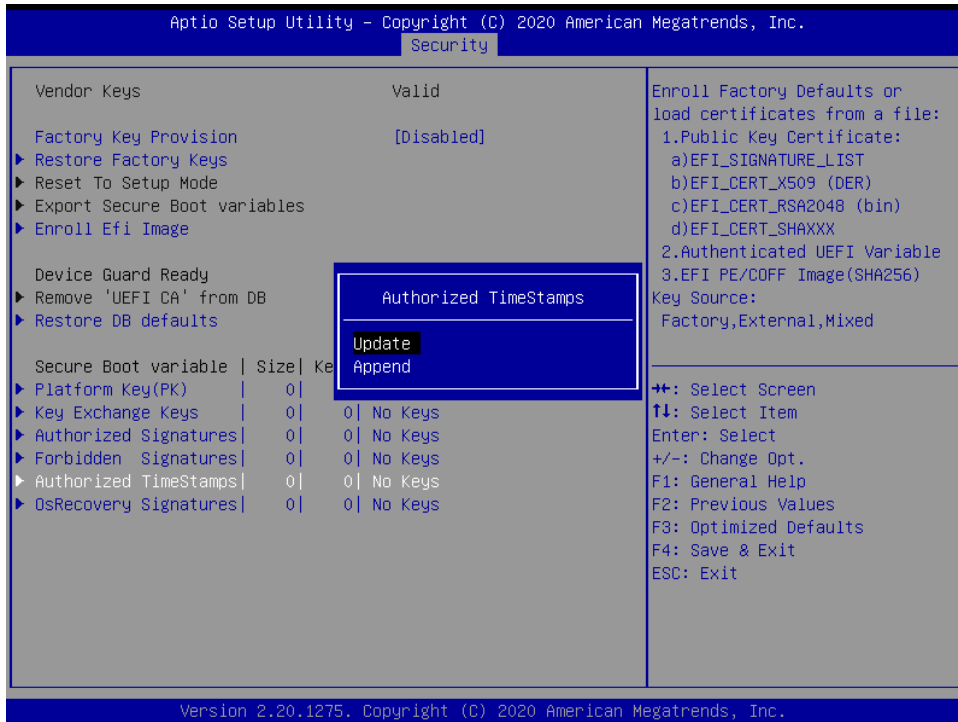 Aptio Setup Utility – Copyright (C) 2020 American Megatrends, Inc.
Security
Vendor Keys Valid
Factory Key Provision [Disabled]
Restore Factory Keys
Reset To Setup Mode
Export Secure Boot variables
Enroll Efi Image
Device Guard Ready
Remove 'UEFI CA' from DB
Restore DB defaults
Secure Boot variable | Size| Ke
Platform Key(PK) | 0|
Key Exchange Keys | 0| 0| No Keys
Authorized Signatures| 0| 0| No Keys
Forbidden Signatures| 0| 0| No Keys
Authorized TimeStamps| 0| 0| No Keys
OsRecovery Signatures| 0| 0| No Keys
Authorized TimeStamps
Update
Append
Enroll Factory Defaults or
load certificates from a file:
1.Public Key Certificate:
a)EFI_SIGNATURE_LIST
b)EFI_CERT_X509 (DER)
c)EFI_CERT_RSA2048 (bin)
d)EFI_CERT_SHAXXX
2.Authenticated UEFI Variable
3.EFI PE/COFF Image(SHA256)
Key Source:
Factory,External,Mixed
→←: Select Screen
↑↓: Select Item
Enter: Select
+/-: Change Opt.
F1: General Help
F2: Previous Values
F3: Optimized Defaults
F4: Save & Exit
ESC: Exit
Version 2.20.1275. Copyright (C) 2020 American Megatrends, Inc.